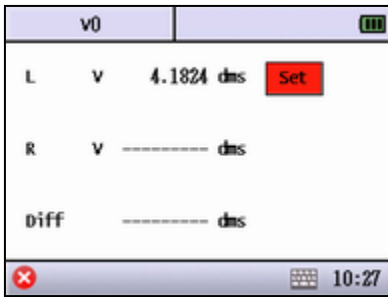 V0
L V 4.1824 dms Set
R V --------- dms
Diff --------- dms
10:27